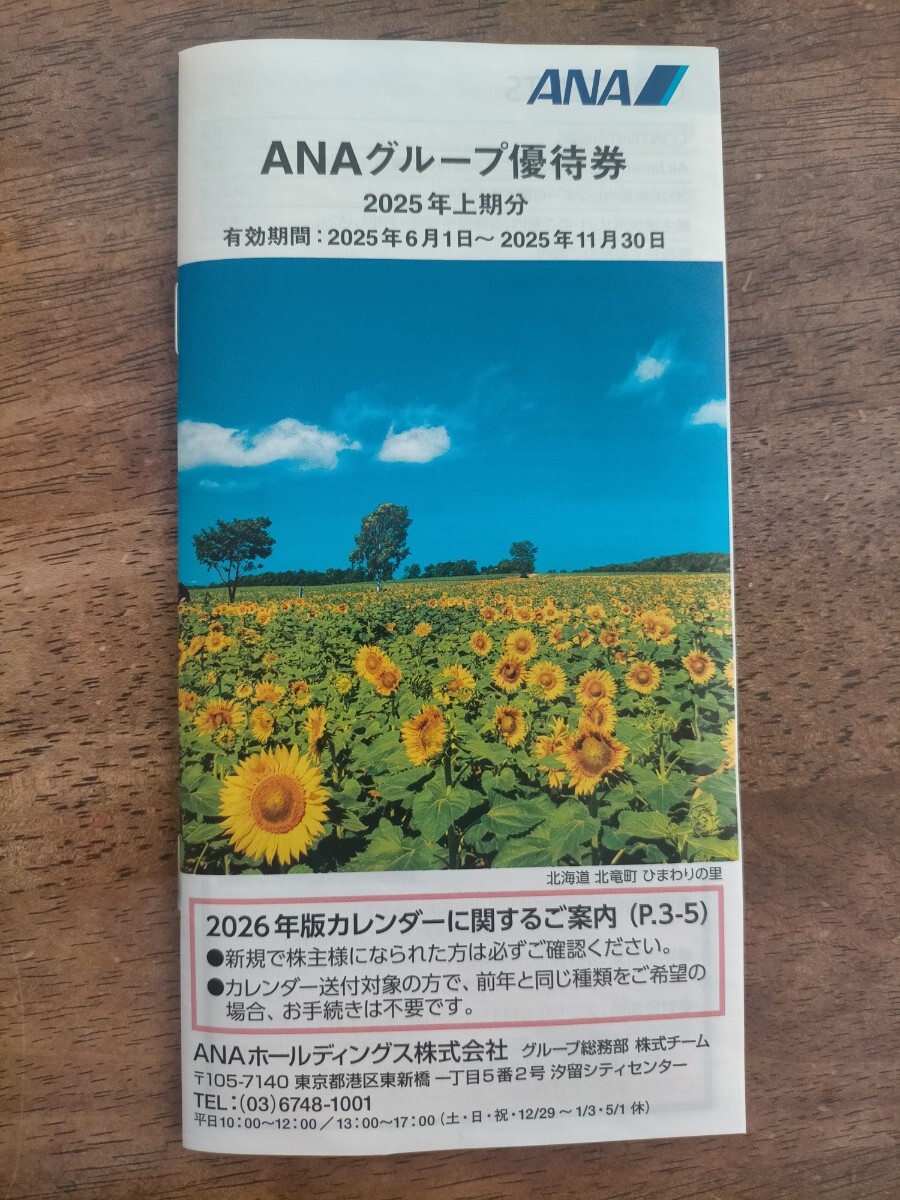 ANA
ANAグループ優待券
2025年上期分
有効期間：2025年6月1日～2025年11月30日
北海道 北竜町 ひまわりの里
2026年版カレンダーに関するご案内（P.3-5）
●新規で株主様になられた方は必ずご確認ください。
●カレンダー送付対象の方で、前年と同じ種類をご希望の
場合、お手続きは不要です。
ANAホールディングス株式会社 グループ総務部 株式チーム
〒105-7140 東京都港区東新橋一丁目5番2号 汐留シティセンター
TEL：(03)6748-1001
平日10：00～12：00／13：00～17：00（土・日・祝・12/29～1/3・5/1 休）